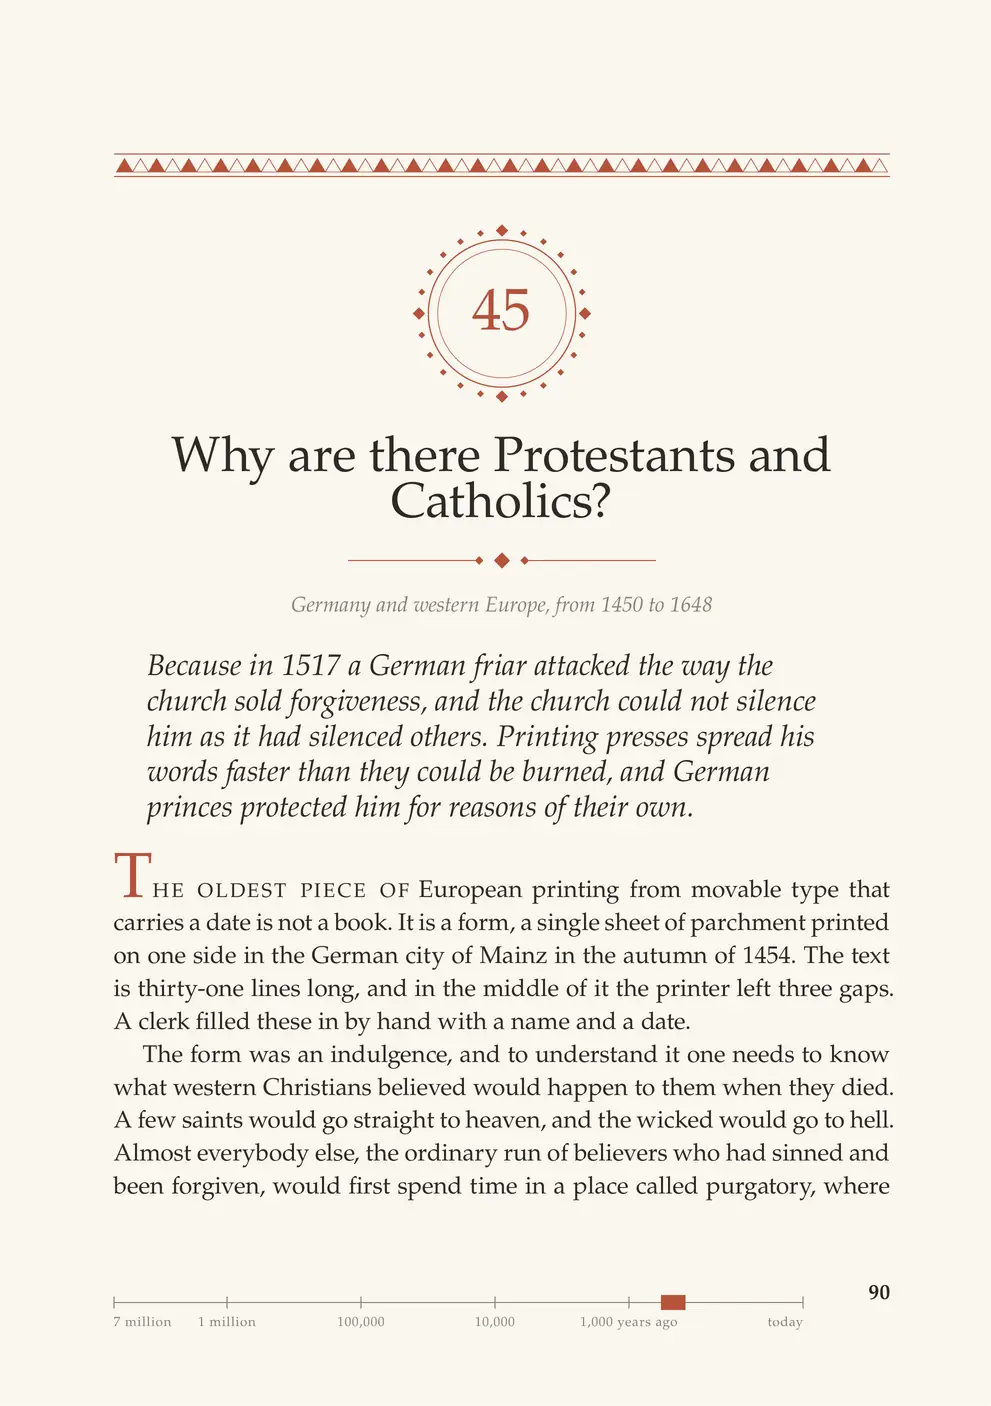 45
Why are there Protestants and
Catholics?
Germany and western Europe, from 1450 to 1648
Because in 1517 a German friar attacked the way the
church sold forgiveness, and the church could not silence
him as it had silenced others. Printing presses spread his
words faster than they could be burned, and German
princes protected him for reasons of their own.
THE OLDEST PIECE OF European printing from movable type that
carries a date is not a book. It is a form, a single sheet of parchment printed
on one side in the German city of Mainz in the autumn of 1454. The text
is thirty-one lines long, and in the middle of it the printer left three gaps.
A clerk filled these in by hand with a name and a date.
The form was an indulgence, and to understand it one needs to know
what western Christians believed would happen to them when they died.
A few saints would go straight to heaven, and the wicked would go to hell.
Almost everybody else, the ordinary run of believers who had sinned and
been forgiven, would first spend time in a place called purgatory, where
90
7 million 1 million 100,000 10,000 1,000 years ago today